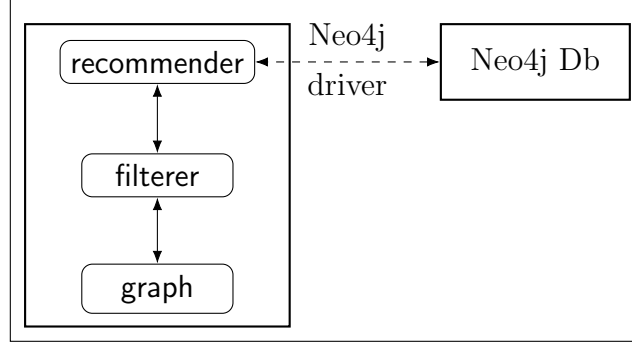 recommender
Neo4j
driver
Neo4j Db
filterer
graph